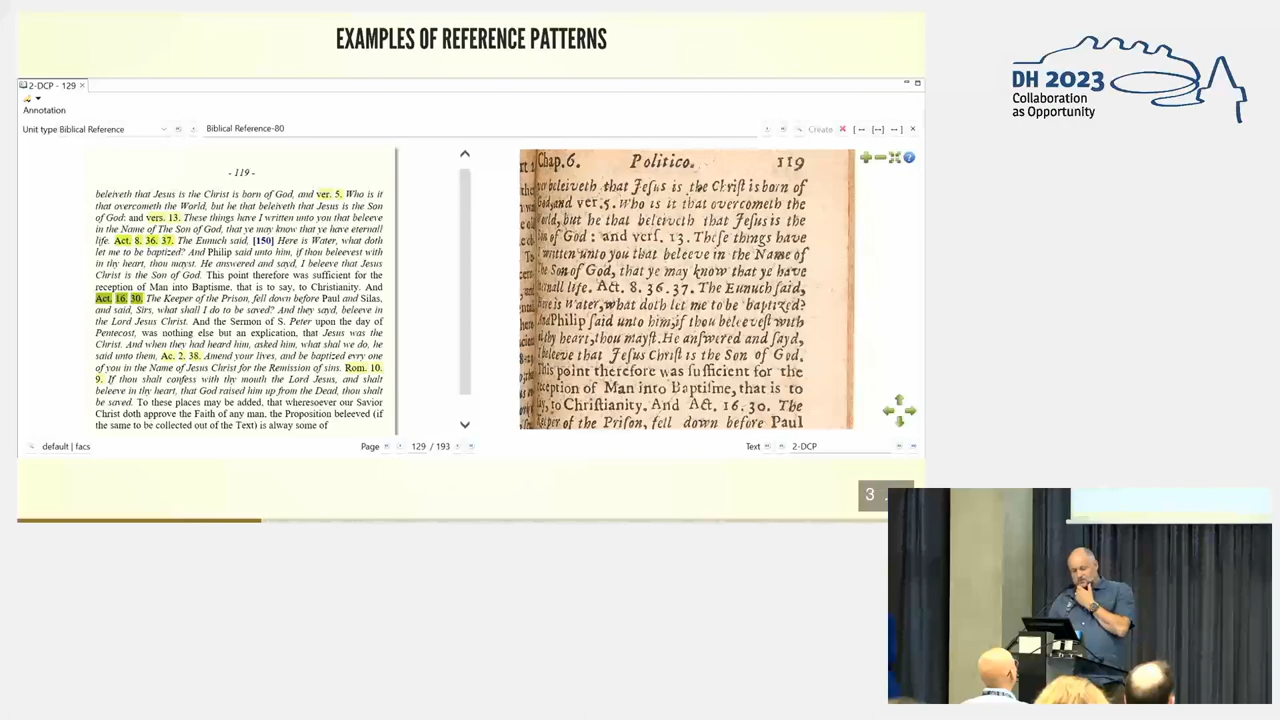 EXAMPLES OF REFERENCE PATTERNS
DH 2023
Collaboration
as Opportunity
2-DCP - 129
Annotation
Unit type Biblical Reference
Biblical Reference-80
Create
- 119 -
beleiveth that Jesus is the Christ is born of God, and ver. 5. Who is it
that overcometh the World, but he that beleiveth that Jesus is the Son
of God: and vers. 13. These things have I written unto you that beleeve
in the Name of The Son of God, that ye may know that ye have eternall
life. Act. 8. 36. 37. The Eunuch said, [150] Here is Water, what doth
let me to be baptized? And Philip said unto him, if thou beleevest with
in thy heart, thou mayst. He answered and said, I beleeve that Jesus
Christ is the Son of God. This point therefore was sufficient for the
reception of Man into Baptisme, that is to say, to Christianity. And
Act. 16. 30. The Keeper of the Prison, fell down before Paul and Silas,
and said, Sirs, what shall I do to be saved? And they sayd, beleeve in
the Lord Jesus Christ. And the Sermon of S. Peter upon the day of
Pentecost, was nothing else but an explication, that Jesus was the
Christ. And when they had heard him, asked him, what shal we do, he
said unto them, Ac. 2. 38. Amend your lives, and be baptized evry one
of you in the Name of Jesus Christ for the Remission of sins. Rom. 10.
9. If thou shalt confess with thy mouth the Lord Jesus, and shalt
beleeve in thy heart, that God raised him up from the Dead, thou shalt
be saved. To these places may be added, that wheresoever our Savior
Christ doth approve the Faith of any man, the Proposition beleeved (if
the same to be collected out of the Text) is alway some of
Chap.6. Politico. 119
beleiveth that Jeſus is the Chriſt is born of
God, and ver. 5. Who is it that overcometh the
World, but he that beleiveth that Jeſus is the
Son of God: and verſ. 13. Theſe things have
I written unto you that beleeve in the Name of
the Son of God, that ye may know that ye have
eternall life. Act. 8. 36. 37. The Eunuch ſaid,
Here is Water, what doth let me to be baptized?
And Philip ſaid unto him, if thou beleeveſt with
thy heart, thou mayſt. He anſwered and ſayd,
I beleeve that Jeſus Chriſt is the Son of God.
This point therefore was ſufficient for the
reception of Man into Baptiſme, that is to
ſay, to Chriſtianity. And Act. 16. 30. The
Keeper of the Priſon, fell down before Paul
default | facs
Page 129 / 193
Text 2-DCP
3 .